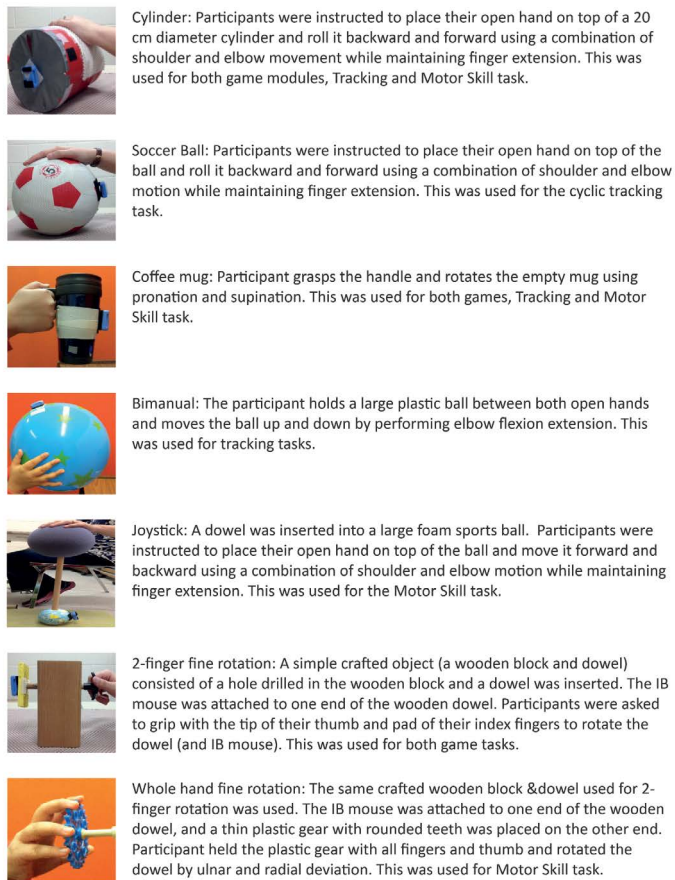 Cylinder: Participants were instructed to place their open hand on top of a 20
cm diameter cylinder and roll it backward and forward using a combination of
shoulder and elbow movement while maintaining finger extension. This was
used for both game modules, Tracking and Motor Skill task.
Soccer Ball: Participants were instructed to place their open hand on top of the
ball and roll it backward and forward using a combination of shoulder and elbow
motion while maintaining finger extension. This was used for the cyclic tracking
task.
Coffee mug: Participant grasps the handle and rotates the empty mug using
pronation and supination. This was used for both games, Tracking and Motor
Skill task.
Bimanual: The participant holds a large plastic ball between both open hands
and moves the ball up and down by performing elbow flexion extension. This
was used for tracking tasks.
Joystick: A dowel was inserted into a large foam sports ball.  Participants were
instructed to place their open hand on top of the ball and move it forward and
backward using a combination of shoulder and elbow motion while maintaining
finger extension. This was used for the Motor Skill task.
2-finger fine rotation: A simple crafted object (a wooden block and dowel)
consisted of a hole drilled in the wooden block and a dowel was inserted. The IB
mouse was attached to one end of the wooden dowel. Participants were asked
to grip with the tip of their thumb and pad of their index fingers to rotate the
dowel (and IB mouse). This was used for both game tasks.
Whole hand fine rotation: The same crafted wooden block &dowel used for 2-
finger rotation was used. The IB mouse was attached to one end of the wooden
dowel, and a thin plastic gear with rounded teeth was placed on the other end.
Participant held the plastic gear with all fingers and thumb and rotated the
dowel by ulnar and radial deviation. This was used for Motor Skill task.